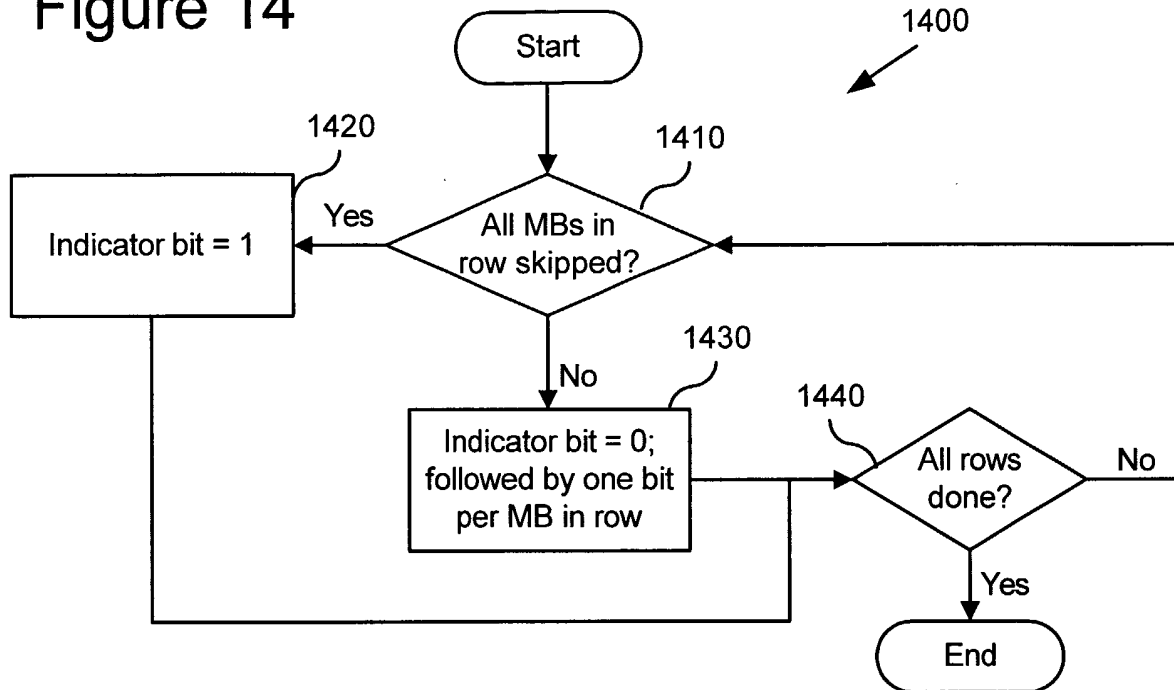 Figure 14
Start
1400
1420
1410
Yes
All MBs in
row skipped?
Indicator bit = 1
1430
No
1440
Indicator bit = 0;
followed by one bit
per MB in row
All rows
done?
No
Yes
End